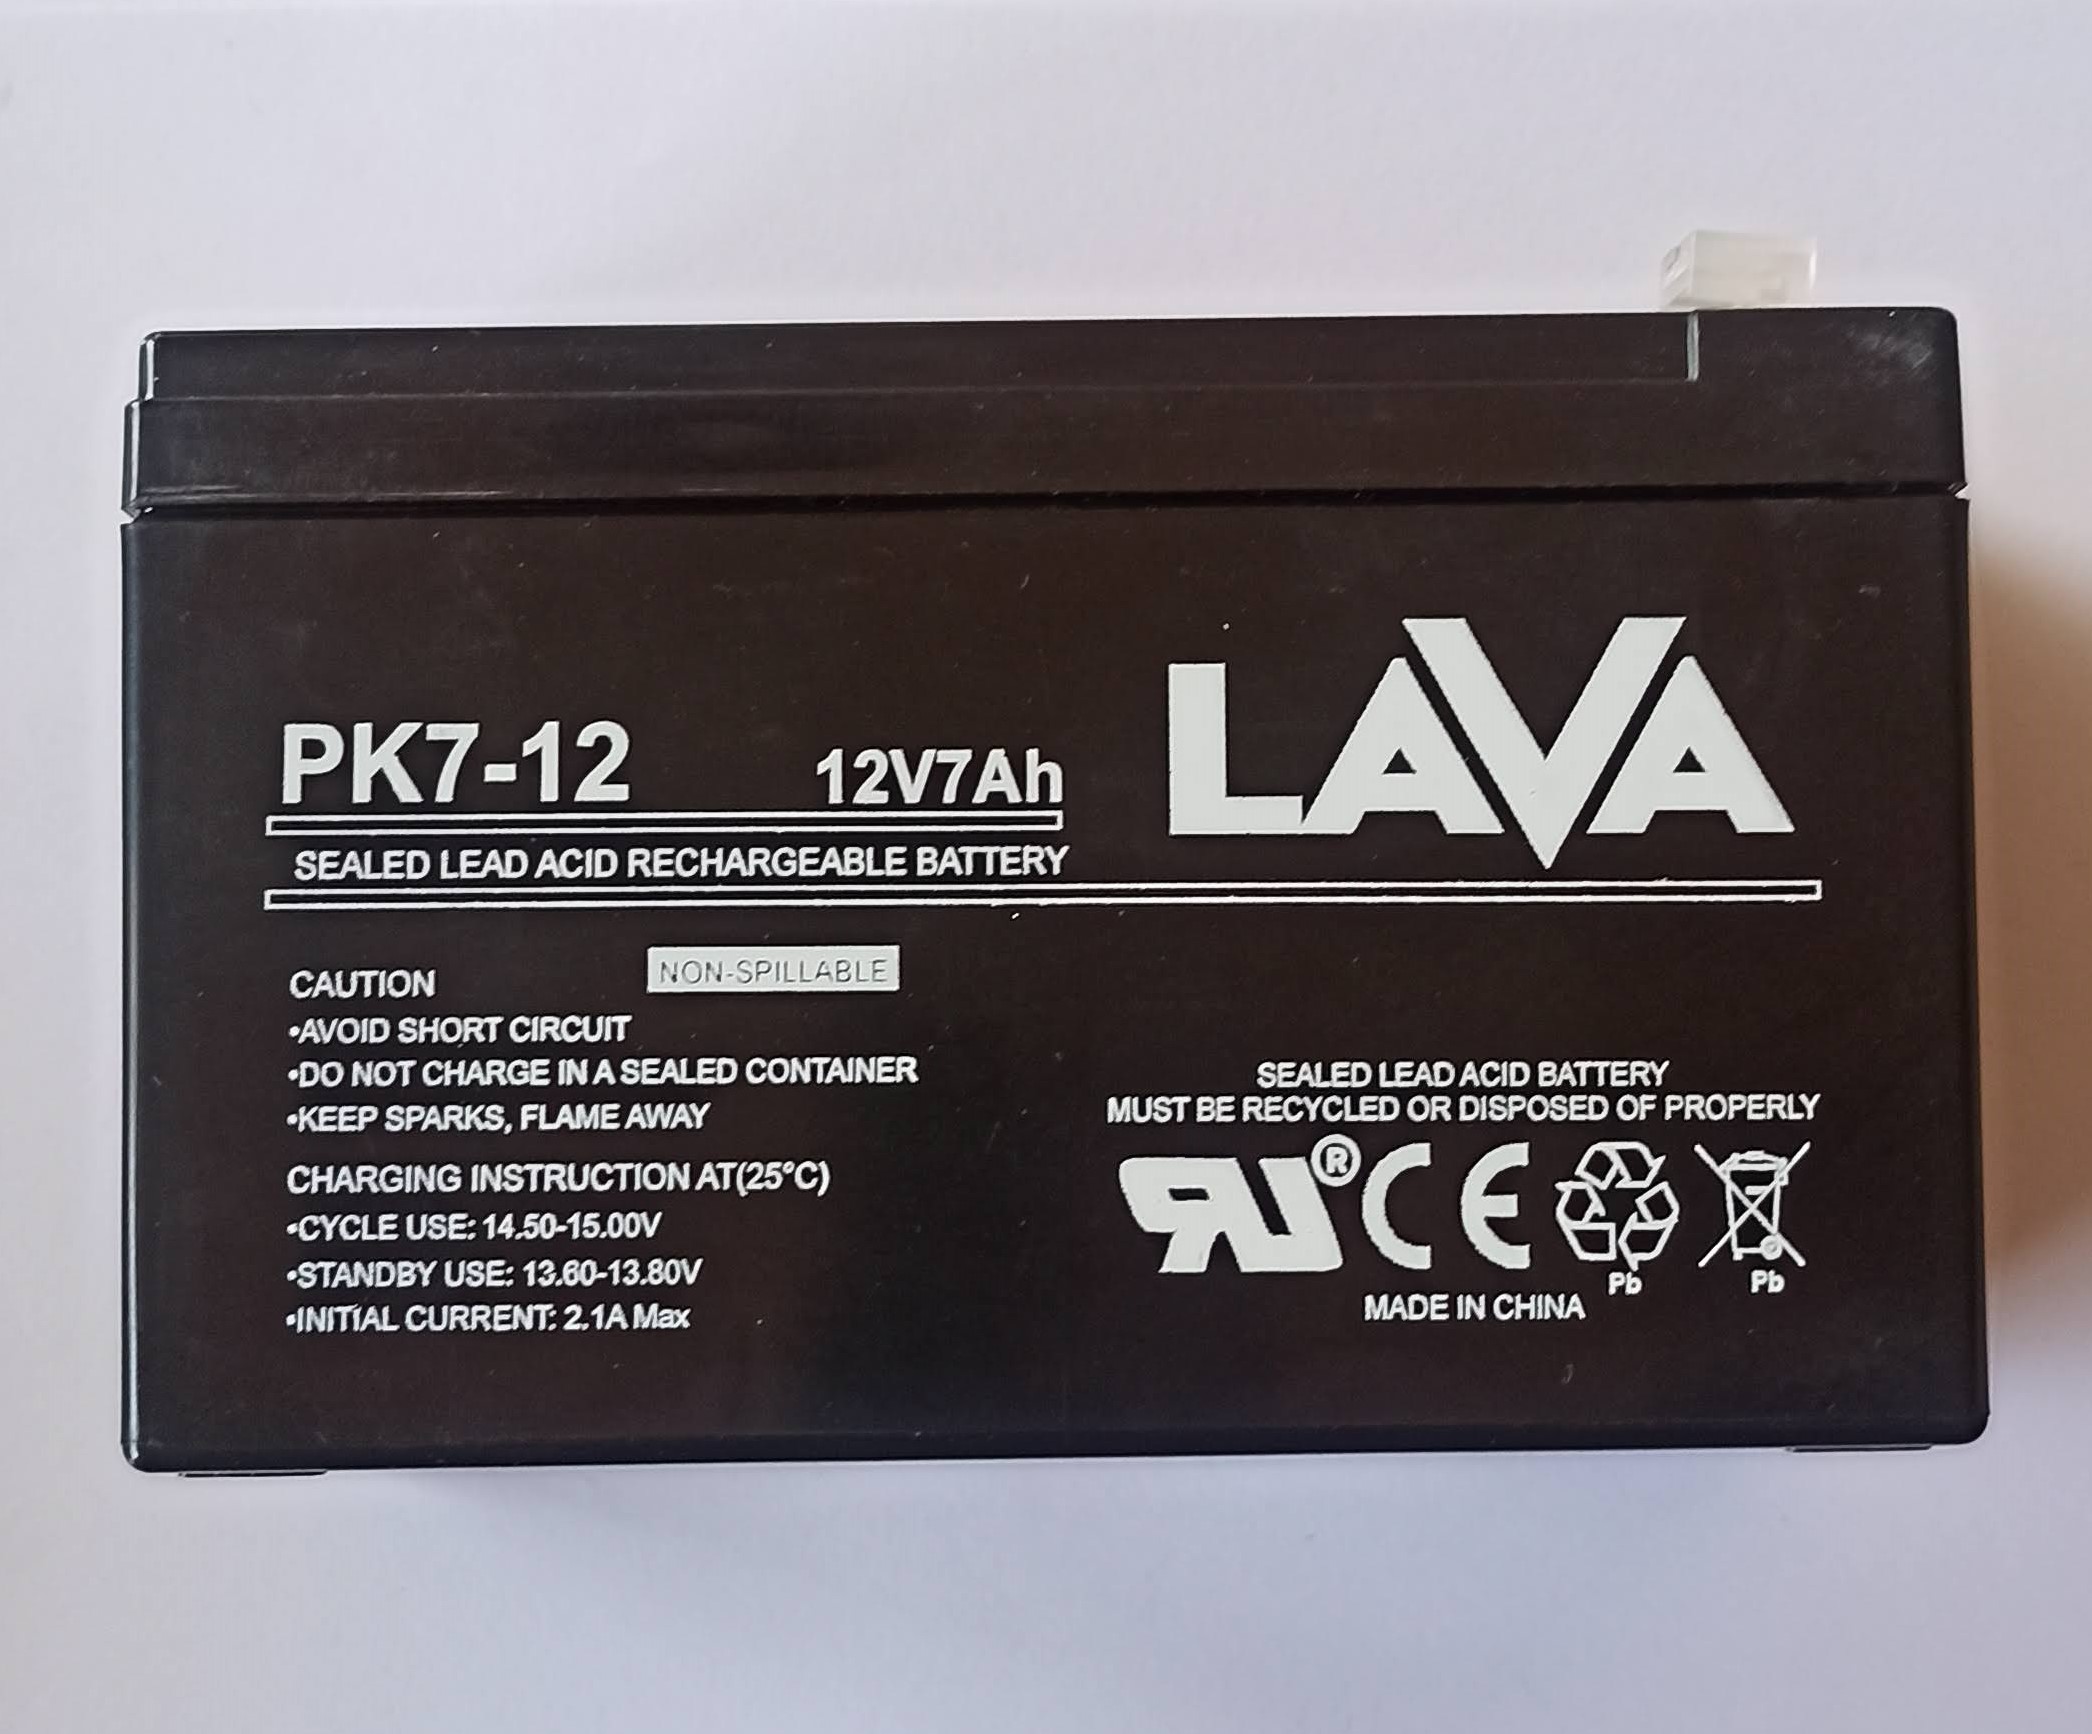 LAVA
PK7-12 12V7Ah
SEALED LEAD ACID RECHARGEABLE BATTERY
NON-SPILLABLE
CAUTION
•AVOID SHORT CIRCUIT
•DO NOT CHARGE IN A SEALED CONTAINER
•KEEP SPARKS, FLAME AWAY
CHARGING INSTRUCTION AT(25°C)
•CYCLE USE: 14.50-15.00V
•STANDBY USE: 13.60-13.80V
•INITIAL CURRENT: 2.1A Max
SEALED LEAD ACID BATTERY
MUST BE RECYCLED OR DISPOSED OF PROPERLY
RU® CE
Pb Pb
MADE IN CHINA